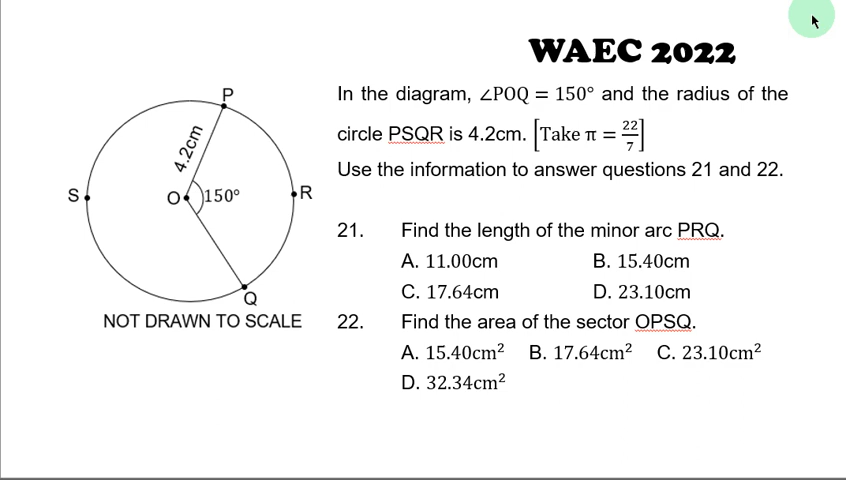 WAEC 2022
P
4.2cm
S
O
150°
R
Q
NOT DRAWN TO SCALE
In the diagram, ∠POQ = 150° and the radius of the
circle PSQR is 4.2cm. [Take π = 22/7]
Use the information to answer questions 21 and 22.
21. Find the length of the minor arc PRQ.
A. 11.00cm B. 15.40cm
C. 17.64cm D. 23.10cm
22. Find the area of the sector OPSQ.
A. 15.40cm² B. 17.64cm² C. 23.10cm²
D. 32.34cm²